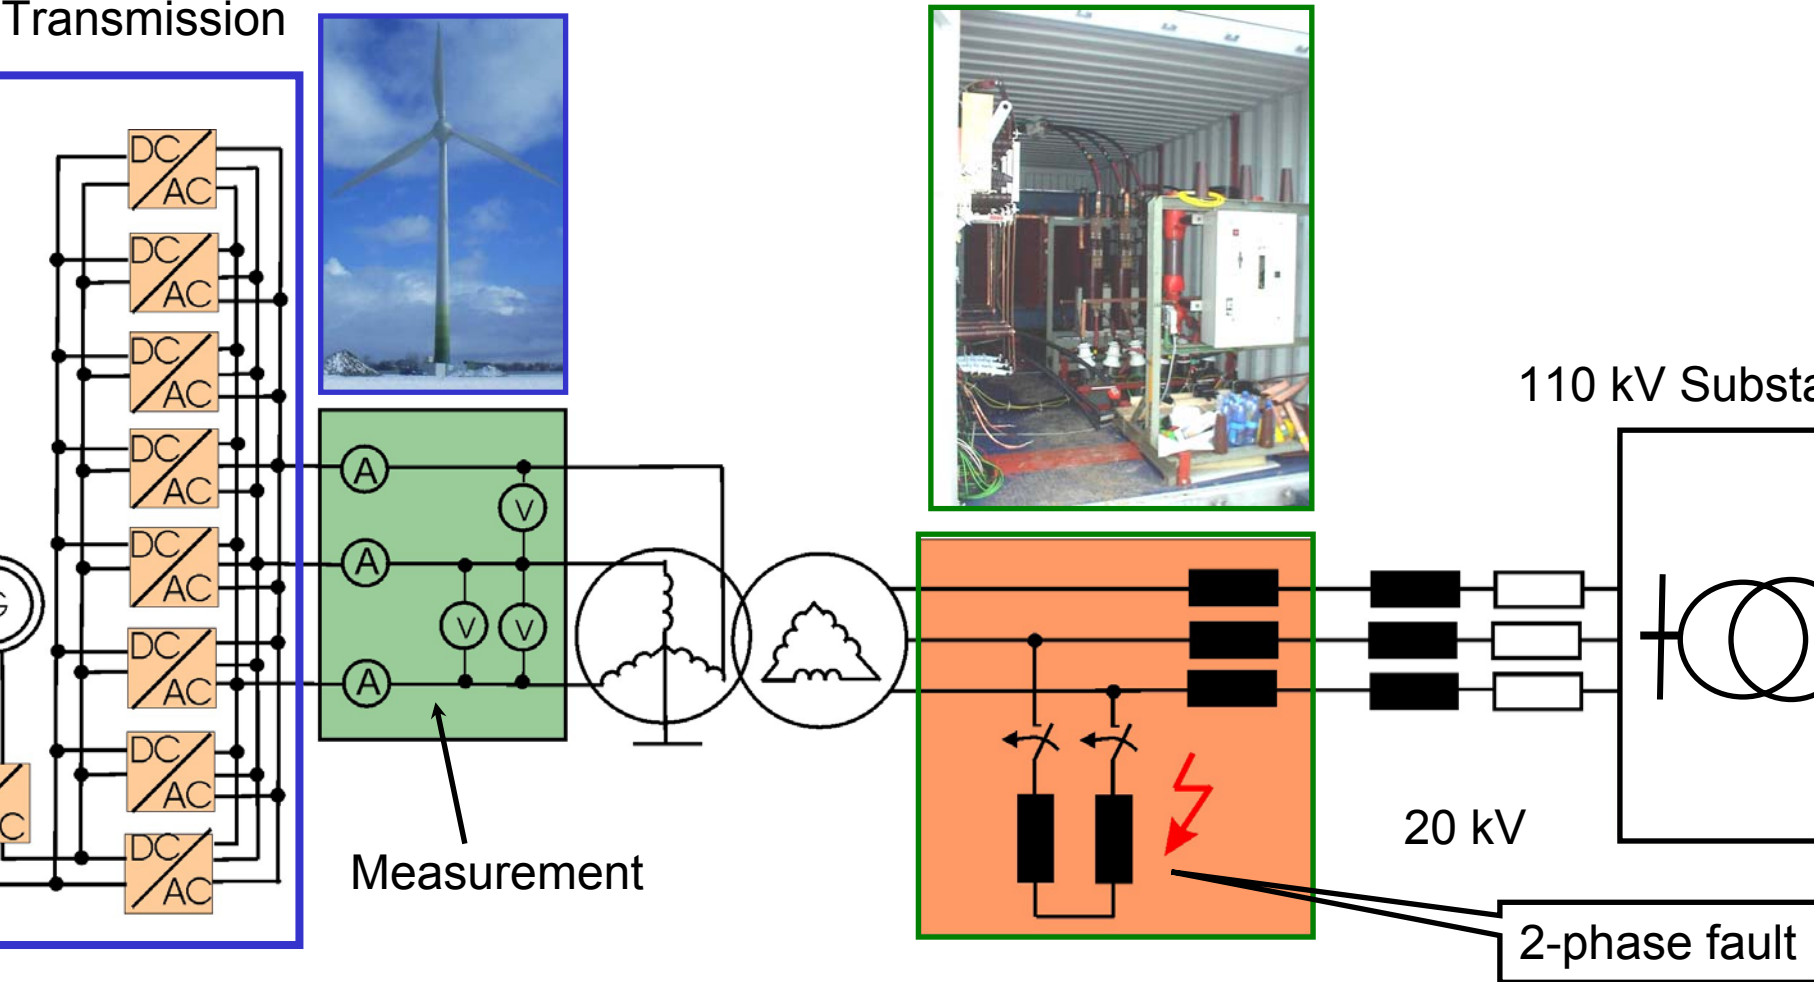 Transmission
DC
AC
DC
AC
DC
AC
DC
AC
DC
AC
DC
AC
DC
AC
DC
AC
G
C
A
A
A
V
V
V
Measurement
110 kV Substa
20 kV
2-phase fault